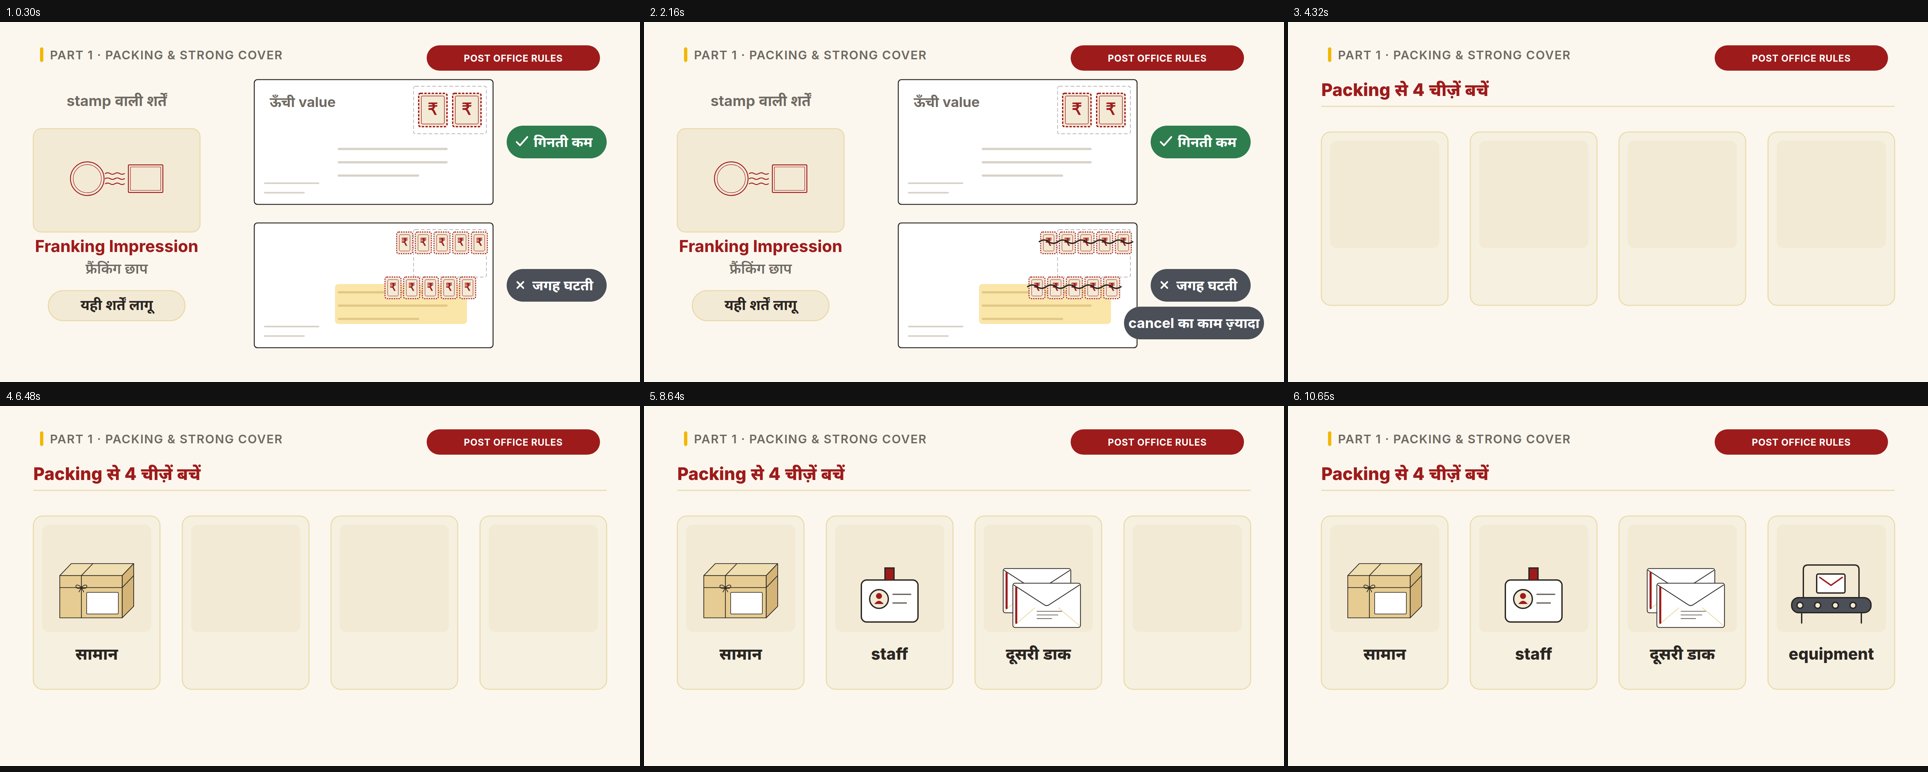 1. 0.30s
PART 1 · PACKING & STRONG COVER
POST OFFICE RULES
stamp वाली शर्तें
ऊँची value
₹ ₹
गिनती कम
Franking Impression
फ्रैंकिंग छाप
यही शर्तें लागू
₹ ₹ ₹ ₹ ₹
₹ ₹ ₹ ₹ ₹
जगह घटती
2. 2.16s
PART 1 · PACKING & STRONG COVER
POST OFFICE RULES
stamp वाली शर्तें
ऊँची value
₹ ₹
गिनती कम
Franking Impression
फ्रैंकिंग छाप
यही शर्तें लागू
₹ ₹ ₹ ₹ ₹
₹ ₹ ₹ ₹ ₹
जगह घटती
cancel का काम ज़्यादा
3. 4.32s
PART 1 · PACKING & STRONG COVER
POST OFFICE RULES
Packing से 4 चीज़ें बचें
4. 6.48s
PART 1 · PACKING & STRONG COVER
POST OFFICE RULES
Packing से 4 चीज़ें बचें
सामान
5. 8.64s
PART 1 · PACKING & STRONG COVER
POST OFFICE RULES
Packing से 4 चीज़ें बचें
सामान
staff
दूसरी डाक
6. 10.65s
PART 1 · PACKING & STRONG COVER
POST OFFICE RULES
Packing से 4 चीज़ें बचें
सामान
staff
दूसरी डाक
equipment